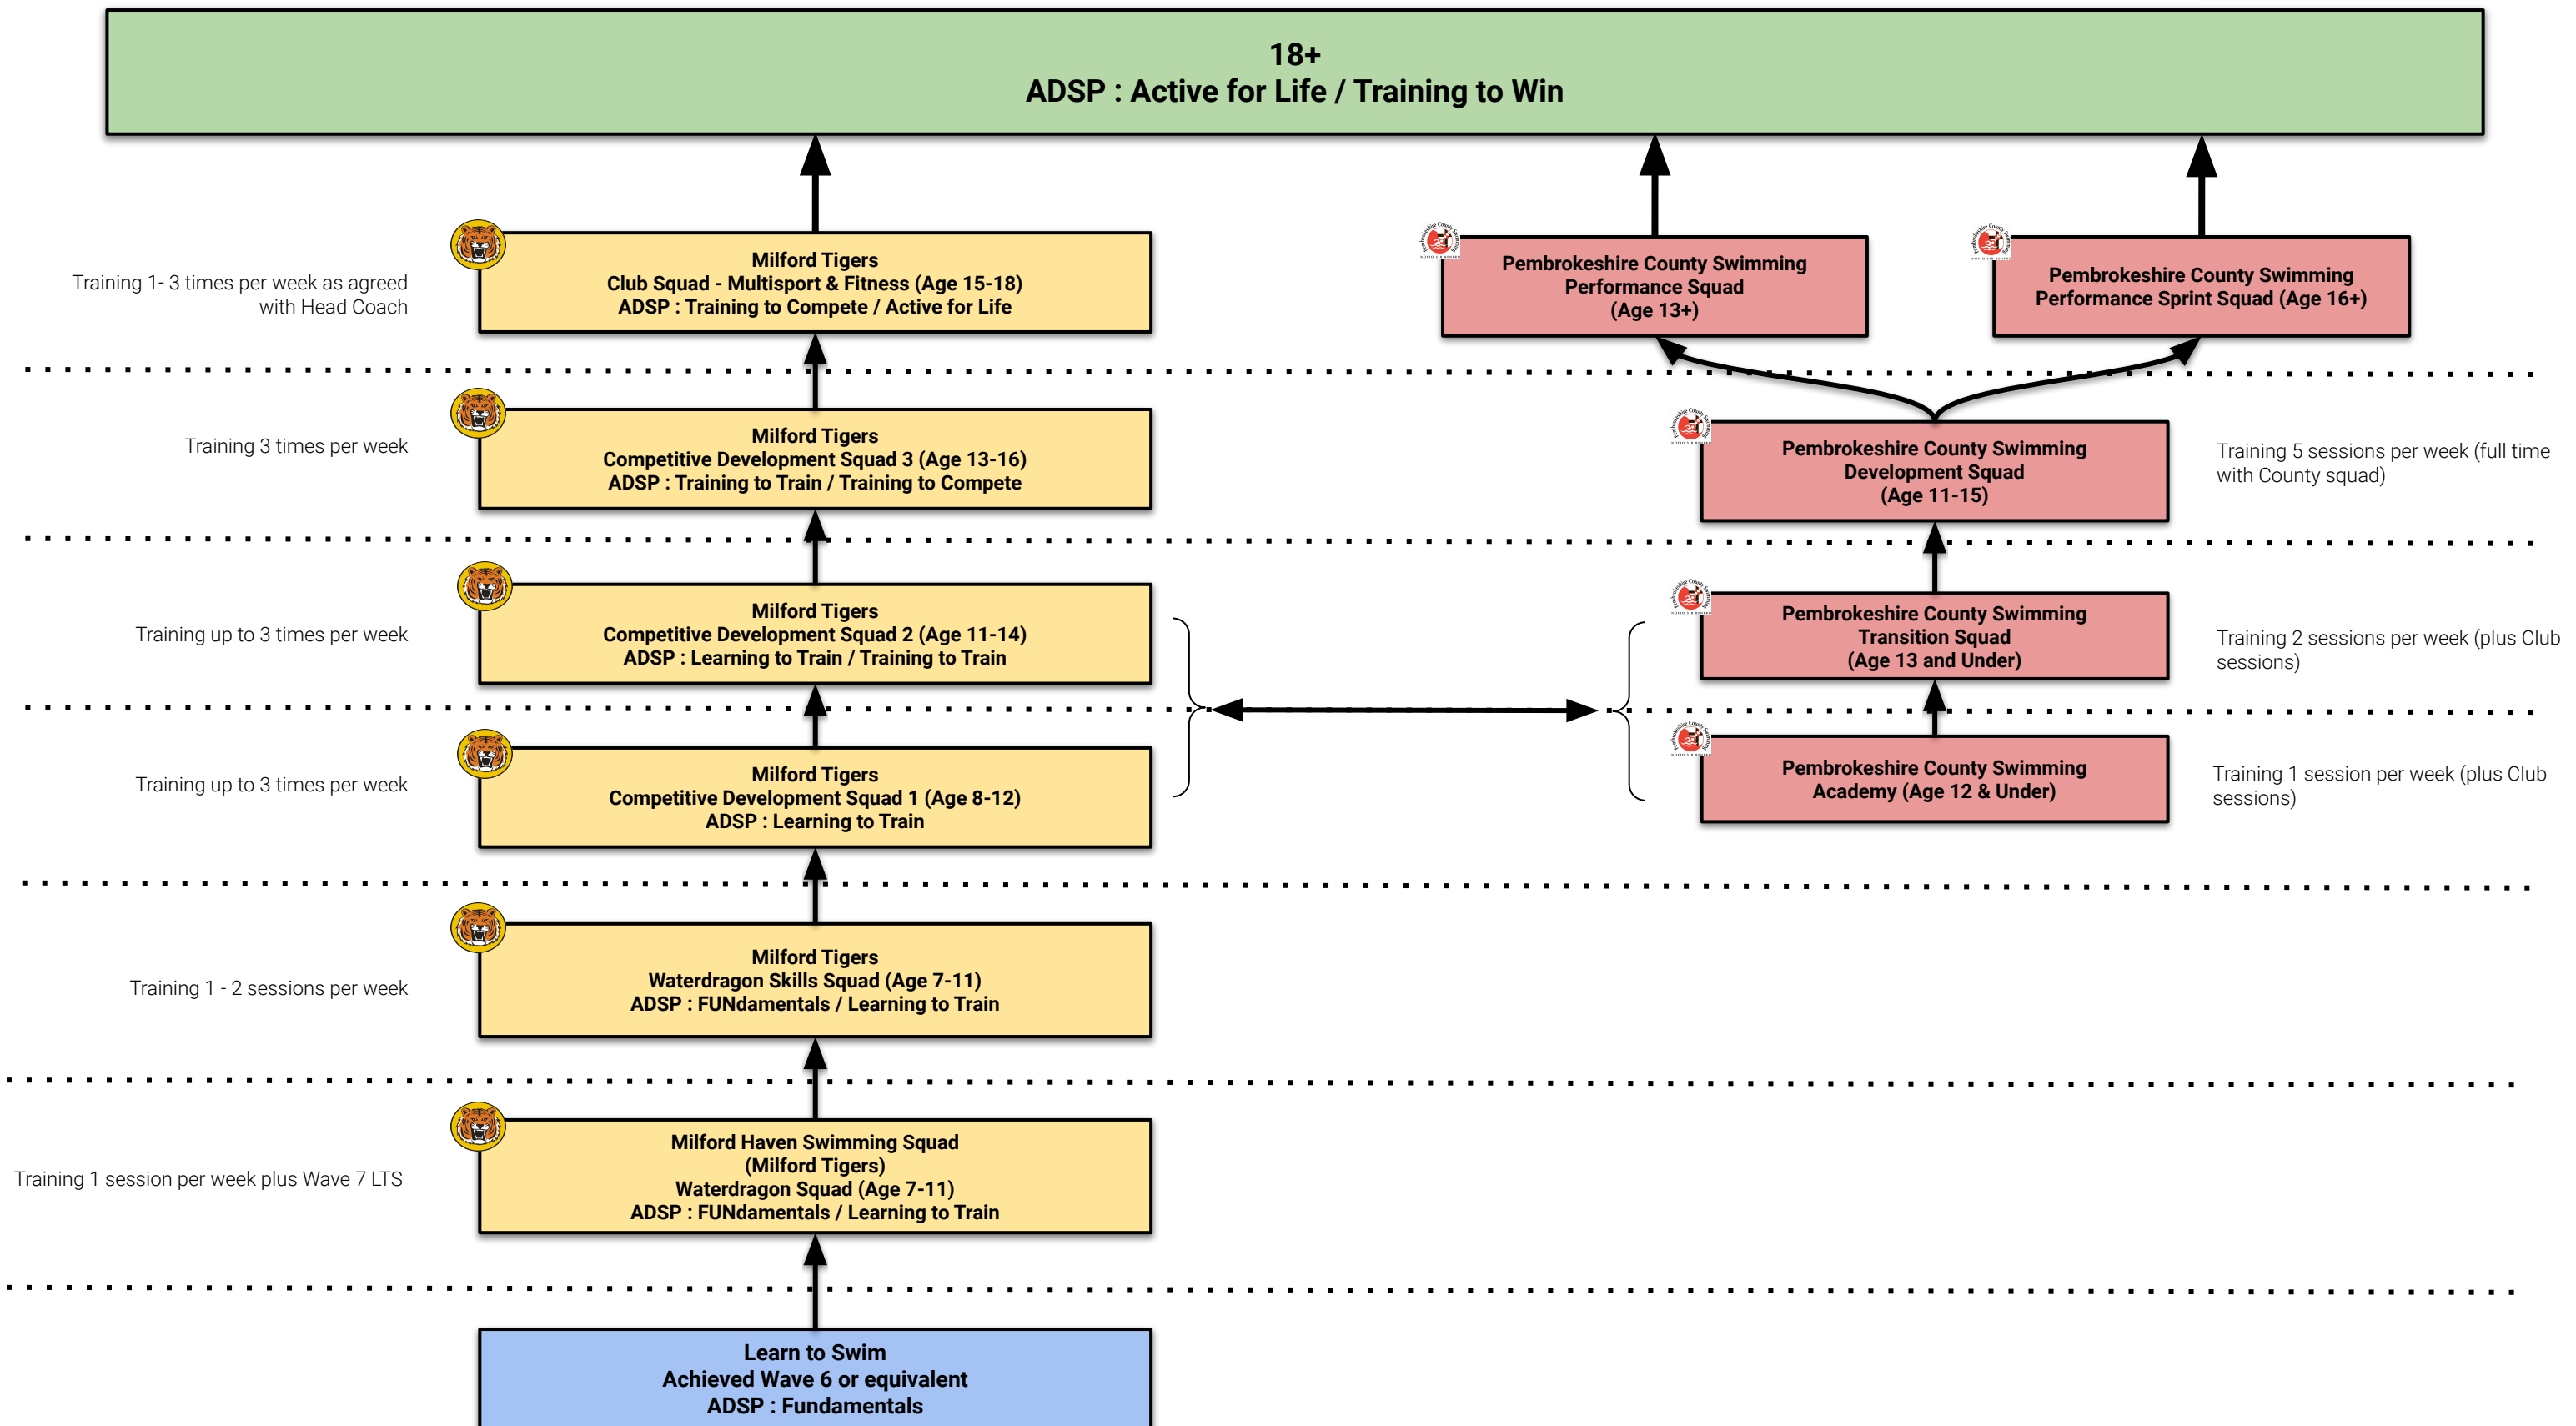 18+
ADSP : Active for Life / Training to Win
Training 1- 3 times per week as agreed
with Head Coach
Milford Tigers
Club Squad - Multisport & Fitness (Age 15-18)
ADSP : Training to Compete / Active for Life
Pembrokeshire County Swimming
Performance Squad
(Age 13+)
Pembrokeshire County Swimming
Performance Sprint Squad (Age 16+)
Training 3 times per week
Milford Tigers
Competitive Development Squad 3 (Age 13-16)
ADSP : Training to Train / Training to Compete
Pembrokeshire County Swimming
Development Squad
(Age 11-15)
Training 5 sessions per week (full time
with County squad)
Training up to 3 times per week
Milford Tigers
Competitive Development Squad 2 (Age 11-14)
ADSP : Learning to Train / Training to Train
Pembrokeshire County Swimming
Transition Squad
(Age 13 and Under)
Training 2 sessions per week (plus Club
sessions)
Training up to 3 times per week
Milford Tigers
Competitive Development Squad 1 (Age 8-12)
ADSP : Learning to Train
Pembrokeshire County Swimming
Academy (Age 12 & Under)
Training 1 session per week (plus Club
sessions)
Training 1 - 2 sessions per week
Milford Tigers
Waterdragon Skills Squad (Age 7-11)
ADSP : FUNdamentals / Learning to Train
Training 1 session per week plus Wave 7 LTS
Milford Haven Swimming Squad
(Milford Tigers)
Waterdragon Squad (Age 7-11)
ADSP : FUNdamentals / Learning to Train
Learn to Swim
Achieved Wave 6 or equivalent
ADSP : Fundamentals